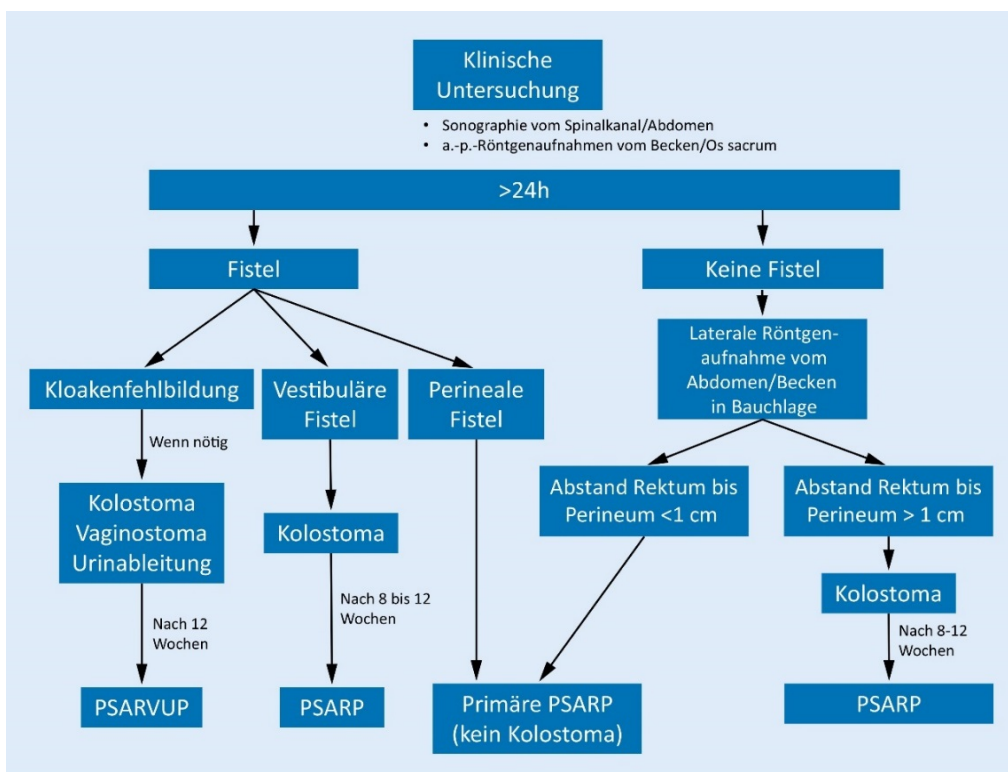 Klinische
Untersuchung
• Sonographie vom Spinalkanal/Abdomen
• a.-p.-Röntgenaufnahmen vom Becken/Os sacrum
>24h
Fistel
Keine Fistel
Laterale Röntgen-
aufnahme vom
Abdomen/Becken
in Bauchlage
Kloakenfehlbildung
Vestibuläre
Fistel
Perineale
Fistel
Wenn nötig
Abstand Rektum bis
Perineum <1 cm
Abstand Rektum bis
Perineum > 1 cm
Kolostoma
Vaginostoma
Urinableitung
Kolostoma
Kolostoma
Nach 12
Wochen
Nach 8 bis 12
Wochen
Nach 8-12
Wochen
PSARVUP
PSARP
Primäre PSARP
(kein Kolostoma)
PSARP